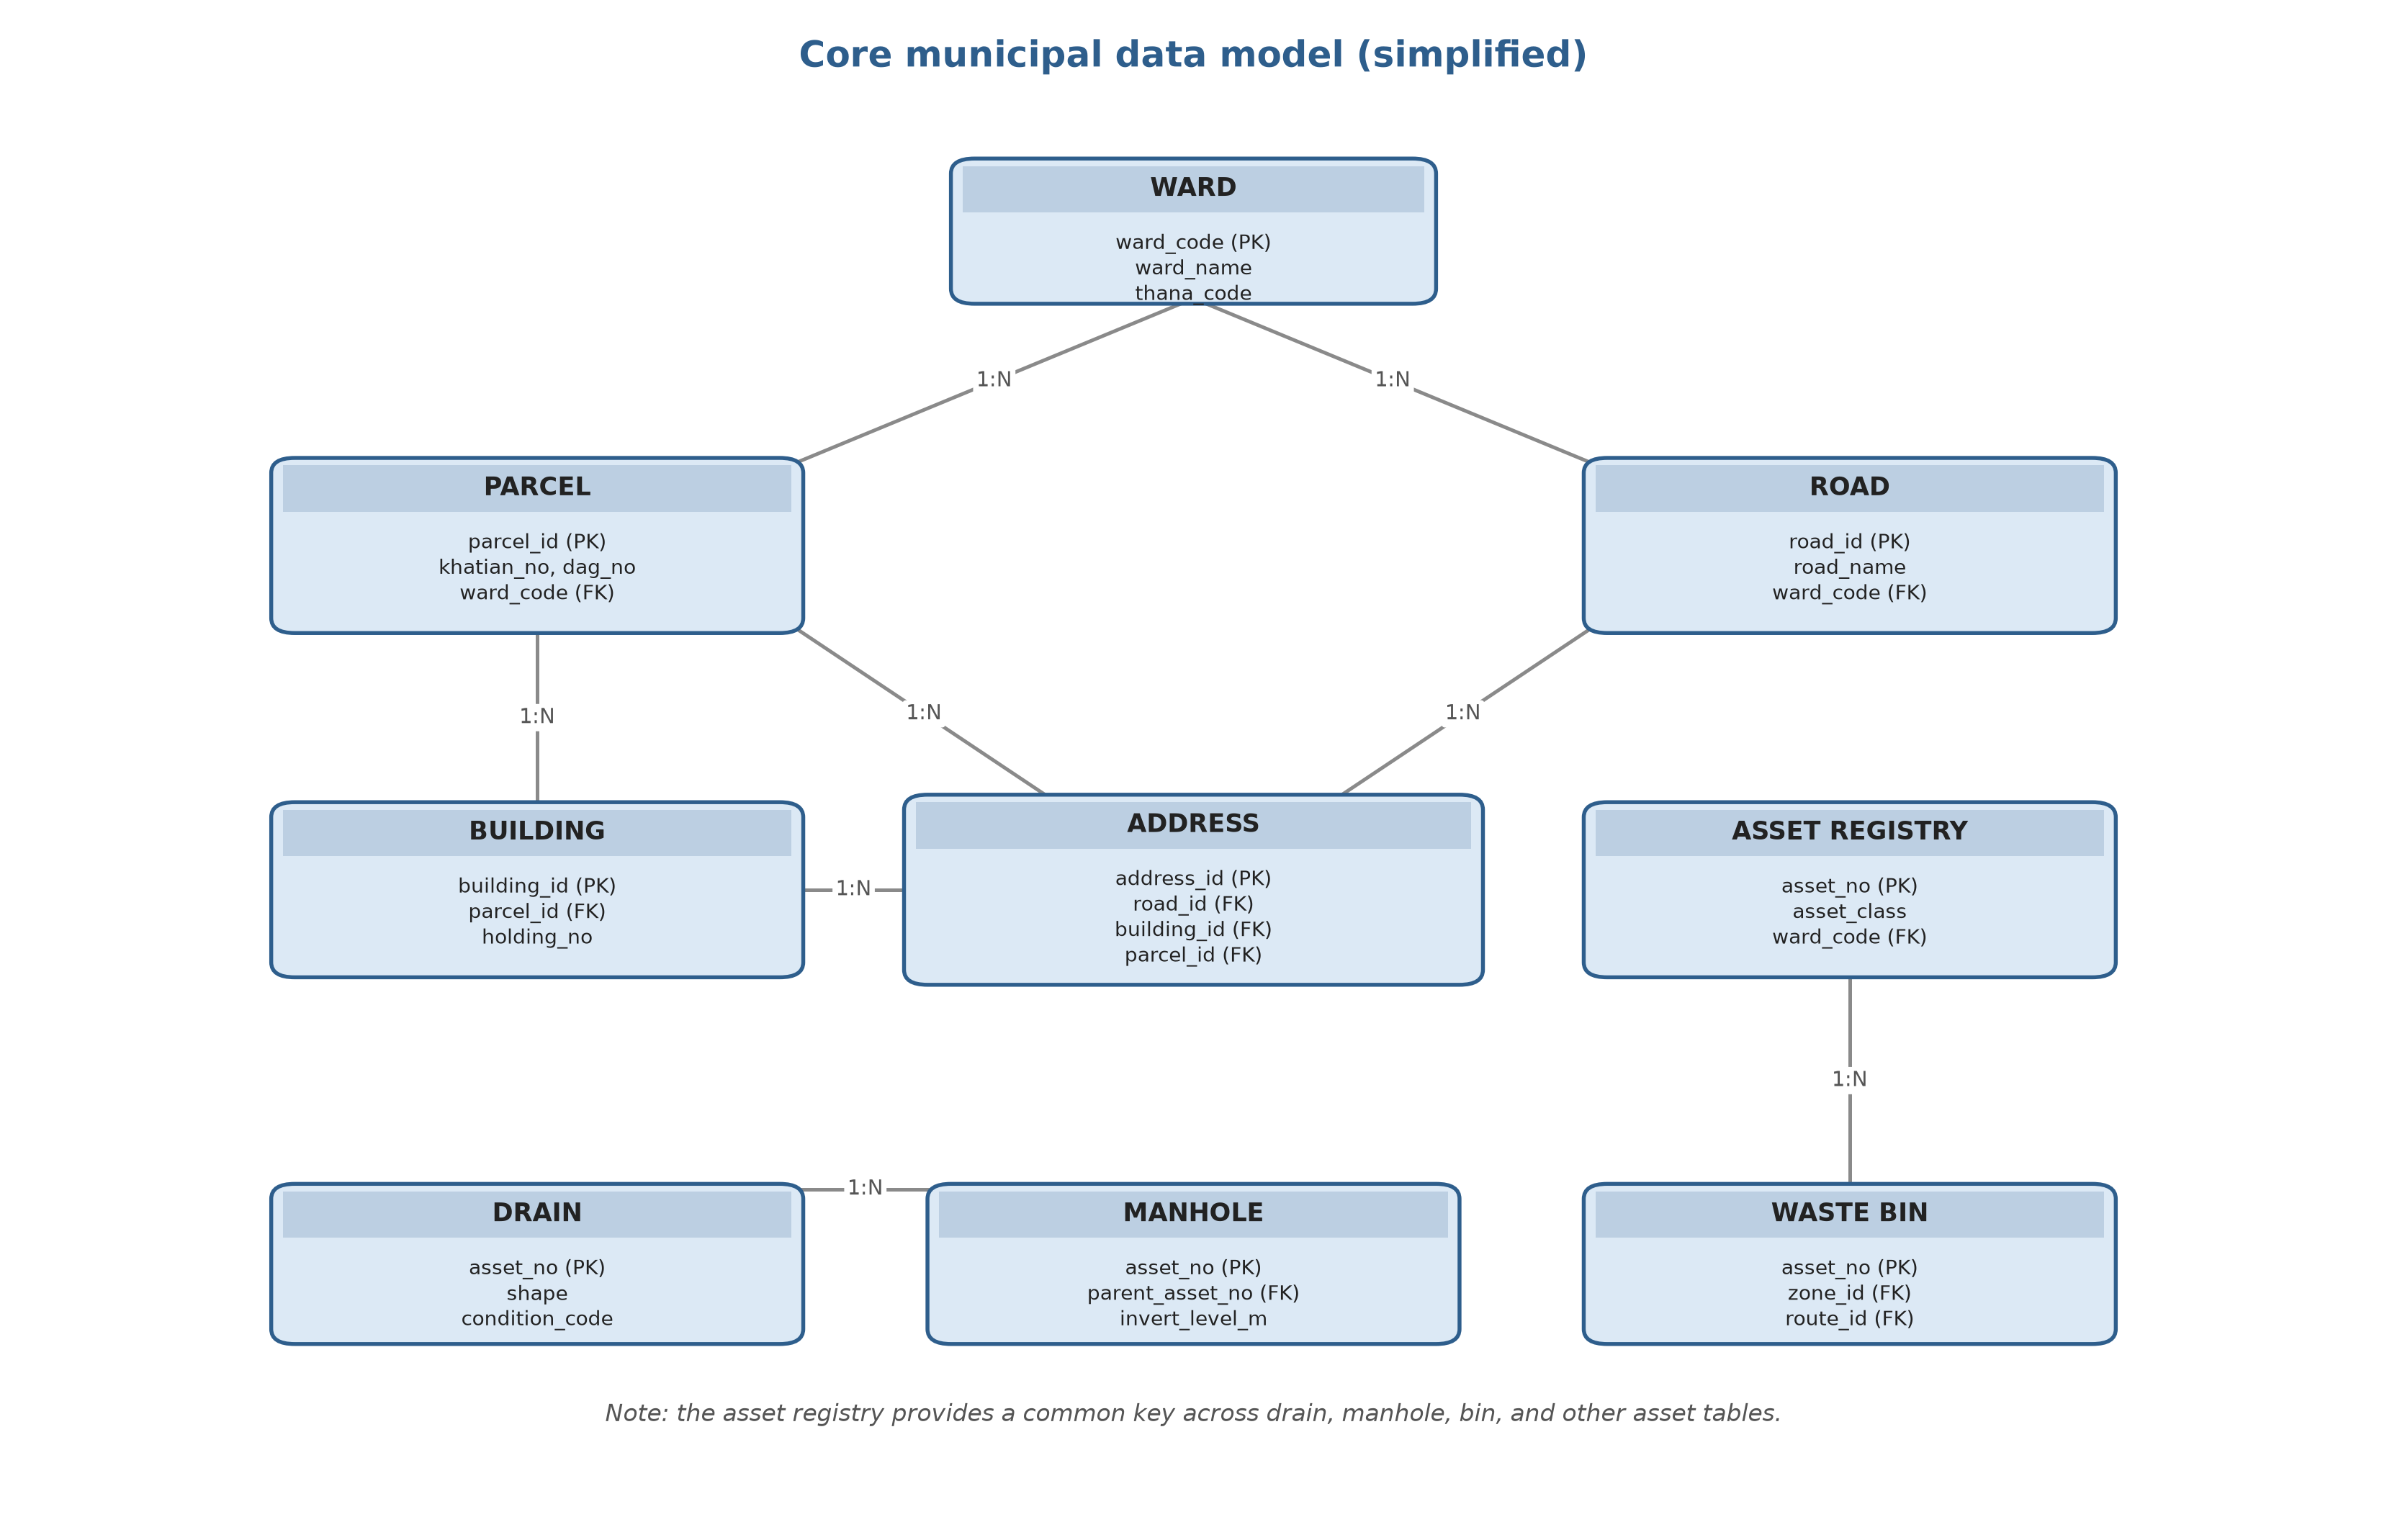 Core municipal data model (simplified)
WARD
ward_code (PK)
ward_name
thana_code
1:N
1:N
PARCEL
parcel_id (PK)
khatian_no, dag_no
ward_code (FK)
ROAD
road_id (PK)
road_name
ward_code (FK)
1:N
1:N
1:N
BUILDING
building_id (PK)
parcel_id (FK)
holding_no
1:N
ADDRESS
address_id (PK)
road_id (FK)
building_id (FK)
parcel_id (FK)
ASSET REGISTRY
asset_no (PK)
asset_class
ward_code (FK)
1:N
DRAIN
asset_no (PK)
shape
condition_code
1:N
MANHOLE
asset_no (PK)
parent_asset_no (FK)
invert_level_m
WASTE BIN
asset_no (PK)
zone_id (FK)
route_id (FK)
Note: the asset registry provides a common key across drain, manhole, bin, and other asset tables.